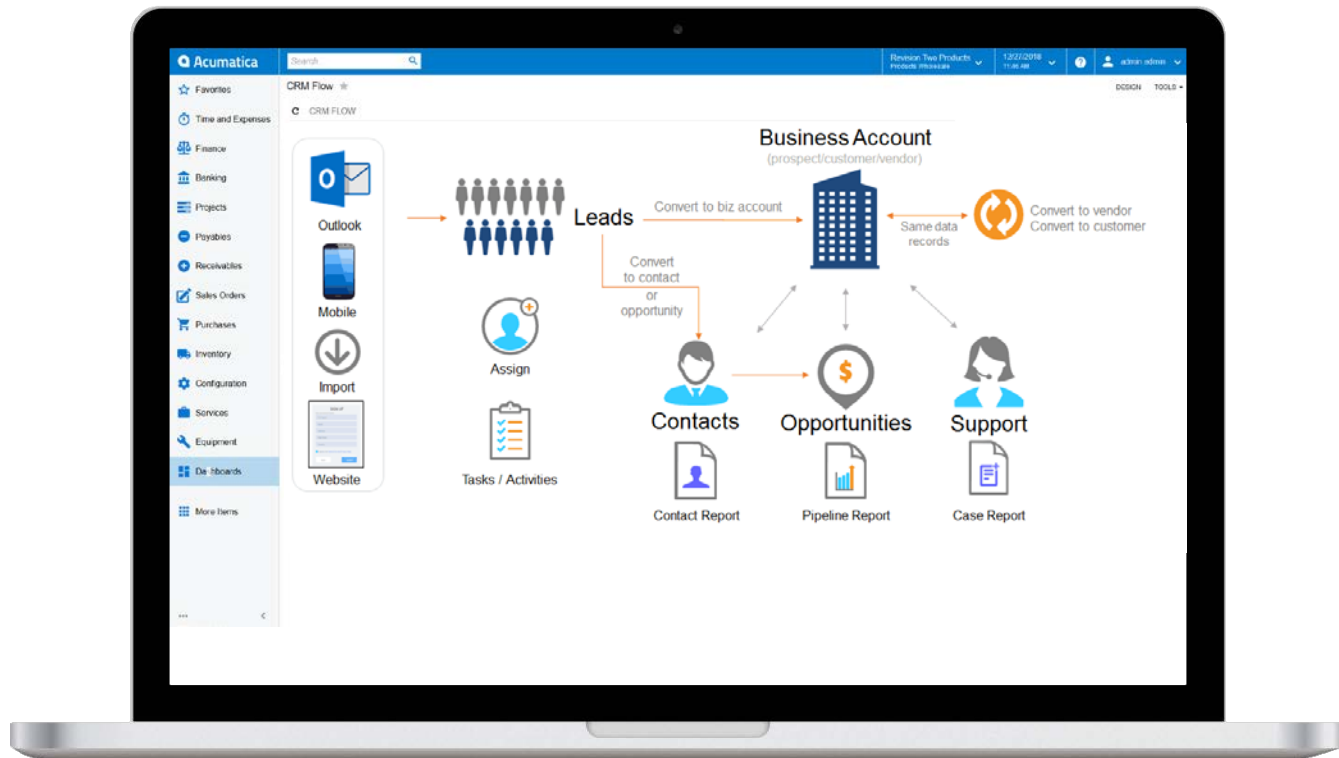 Acumatica
Search
Revision Two Products
Products Wholesale
12/27/2018
admin admin
Favorites
CRM Flow
DESIGN
TOOLS
Time and Expenses
CRM FLOW
Finance
Banking
Projects
Payables
Receivables
Sales Orders
Purchases
Inventory
Configuration
Services
Equipment
Dashboards
More Items
Outlook
Mobile
Import
Website
Leads
Assign
Tasks / Activities
Convert to biz account
Convert
to contact
or
opportunity
Business Account
(prospect/customer/vendor)
Same data
records
Convert to vendor
Convert to customer
Contacts
Opportunities
Support
Contact Report
Pipeline Report
Case Report